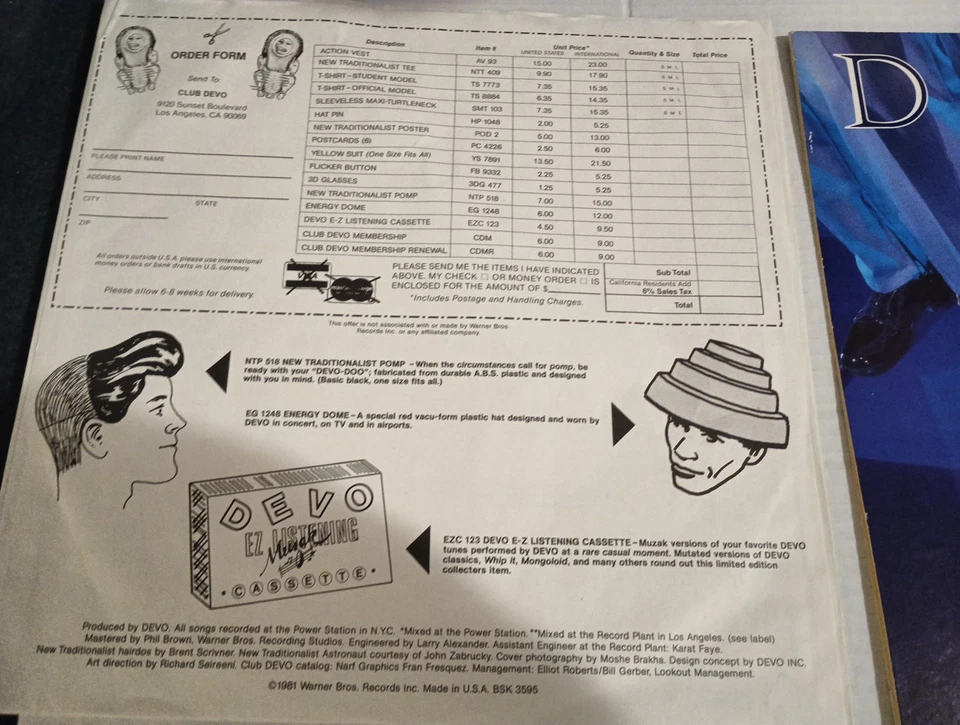 ORDER FORM
Send To:
CLUB DEVO
9120 Sunset Boulevard
Los Angeles, CA 90069
PLEASE PRINT NAME
ADDRESS
CITY STATE
ZIP
All orders outside U.S.A. please use international
money orders or bank drafts in U.S. currency.
Please allow 6-8 weeks for delivery.
Description Item # Unit Price* Quantity & Size Total Price
UNITED STATES INTERNATIONAL
ACTION VEST AV 93 15.00 23.00 S M L
NEW TRADITIONALIST TEE NTT 409 9.90 17.90 S M L
T-SHIRT–STUDENT MODEL TS 7773 7.35 15.35 S M L
T-SHIRT–OFFICIAL MODEL TS 8884 6.35 14.35 S M L
SLEEVELESS MAXI-TURTLENECK SMT 103 7.35 15.35 S M L
HAT PIN HP 1048 2.00 5.25
NEW TRADITIONALIST POSTER POD 2 5.00 13.00
POSTCARDS (6) PC 4226 2.50 6.00
YELLOW SUIT (One Size Fits All) YS 7891 13.50 21.50
FLICKER BUTTON FB 9332 2.25 5.25
3D GLASSES 3DG 477 1.25 5.25
NEW TRADITIONALIST POMP NTP 518 7.00 15.00
ENERGY DOME EG 1248 6.00 12.00
DEVO E-Z LISTENING CASSETTE EZC 123 4.50 9.50
CLUB DEVO MEMBERSHIP CDM 6.00 9.00
CLUB DEVO MEMBERSHIP RENEWAL CDMR 6.00 9.00
VISA
PLEASE SEND ME THE ITEMS I HAVE INDICATED
ABOVE. MY CHECK □ OR MONEY ORDER □ IS
ENCLOSED FOR THE AMOUNT OF $
*Includes Postage and Handling Charges.
Sub Total
California Residents Add
6% Sales Tax
Total
This offer is not associated with or made by Warner Bros.
Records Inc. or any affiliated company.
NTP 518 NEW TRADITIONALIST POMP –When the circumstances call for pomp, be
ready with your "DEVO-DOO"; fabricated from durable A.B.S. plastic and designed
with you in mind. (Basic black, one size fits all.)
EG 1248 ENERGY DOME–A special red vacu-form plastic hat designed and worn by
DEVO in concert, on TV and in airports.
DEVO
EZ LISTENING
Muzak
• CASSETTE •
EZC 123 DEVO E-Z LISTENING CASSETTE–Muzak versions of your favorite DEVO
tunes performed by DEVO at a rare casual moment. Mutated versions of DEVO
classics, Whip It, Mongoloid, and many others round out this limited edition
collecters item.
Produced by DEVO. All songs recorded at the Power Station in N.Y.C. *Mixed at the Power Station. **Mixed at the Record Plant in Los Angeles. (see label)
Mastered by Phil Brown, Warner Bros. Recording Studios. Engineered by Larry Alexander. Assistant Engineer at the Record Plant: Karat Faye.
New Traditionalist hairdos by Brent Scrivner. New Traditionalist Astronaut courtesy of John Zabrucky. Cover photography by Moshe Brakha. Design concept by DEVO INC.
Art direction by Richard Seireeni. Club DEVO catalog: Narf Graphics Fran Fresquez. Management: Elliot Roberts/Bill Gerber, Lookout Management.
©1981 Warner Bros. Records Inc. Made in U.S.A. BSK 3595
D